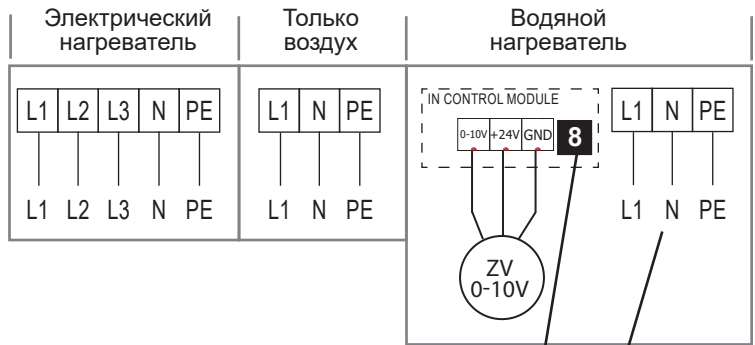 Электрический нагреватель
Только воздух
Водяной нагреватель
L1 L2 L3 N PE
L1 L2 L3 N PE
L1 N PE
L1 N PE
IN CONTROL MODULE
0-10V +24V GND 8
ZV
0-10V
L1 N PE
L1 N PE